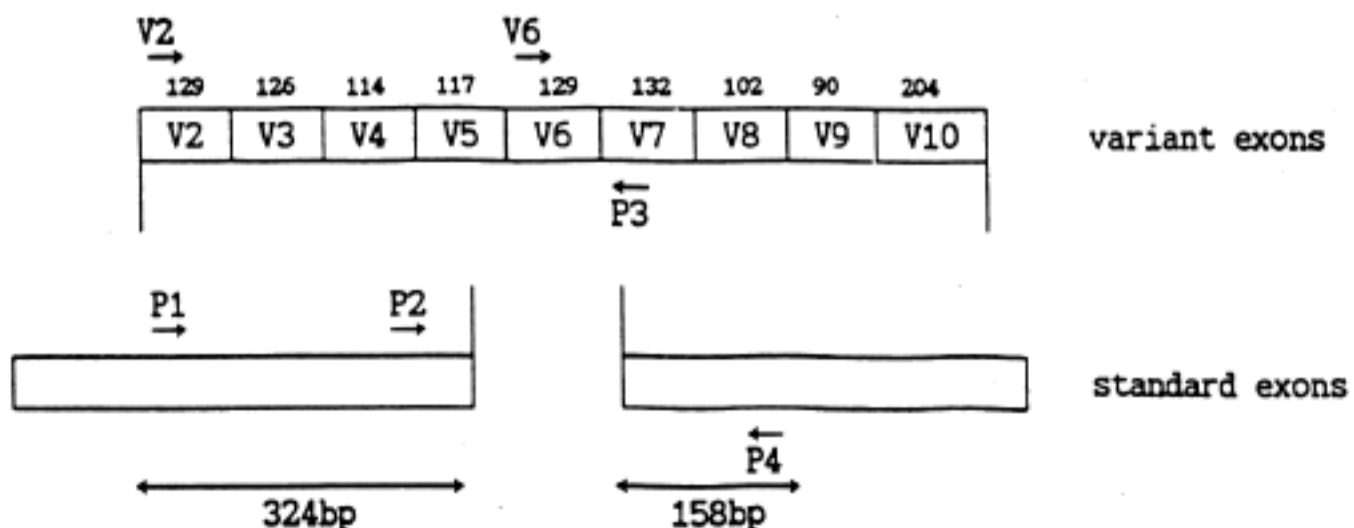 V2 V6
129 126 114 117 129 132 102 90 204
V2 V3 V4 V5 V6 V7 V8 V9 V10 variant exons
P3
P1 P2
standard exons
P4
324bp 158bp